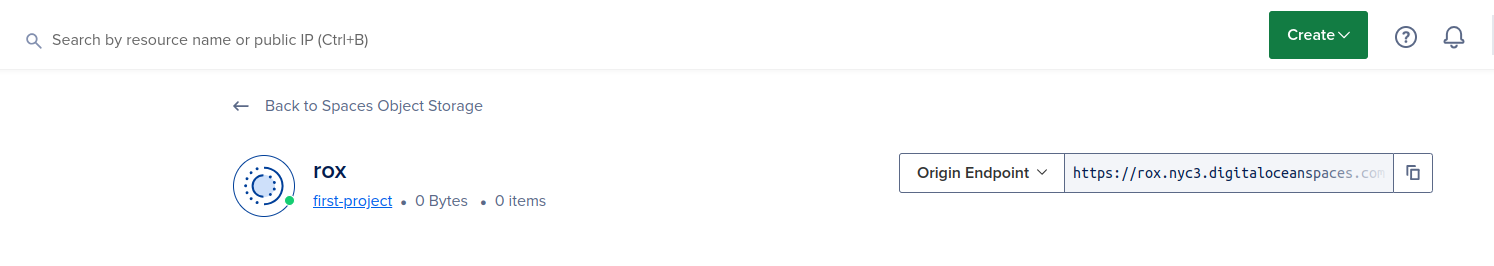 Search by resource name or public IP (Ctrl+B)
Create
Back to Spaces Object Storage
rox
first-project • 0 Bytes • 0 items
Origin Endpoint
https://rox.nyc3.digitaloceanspaces.com